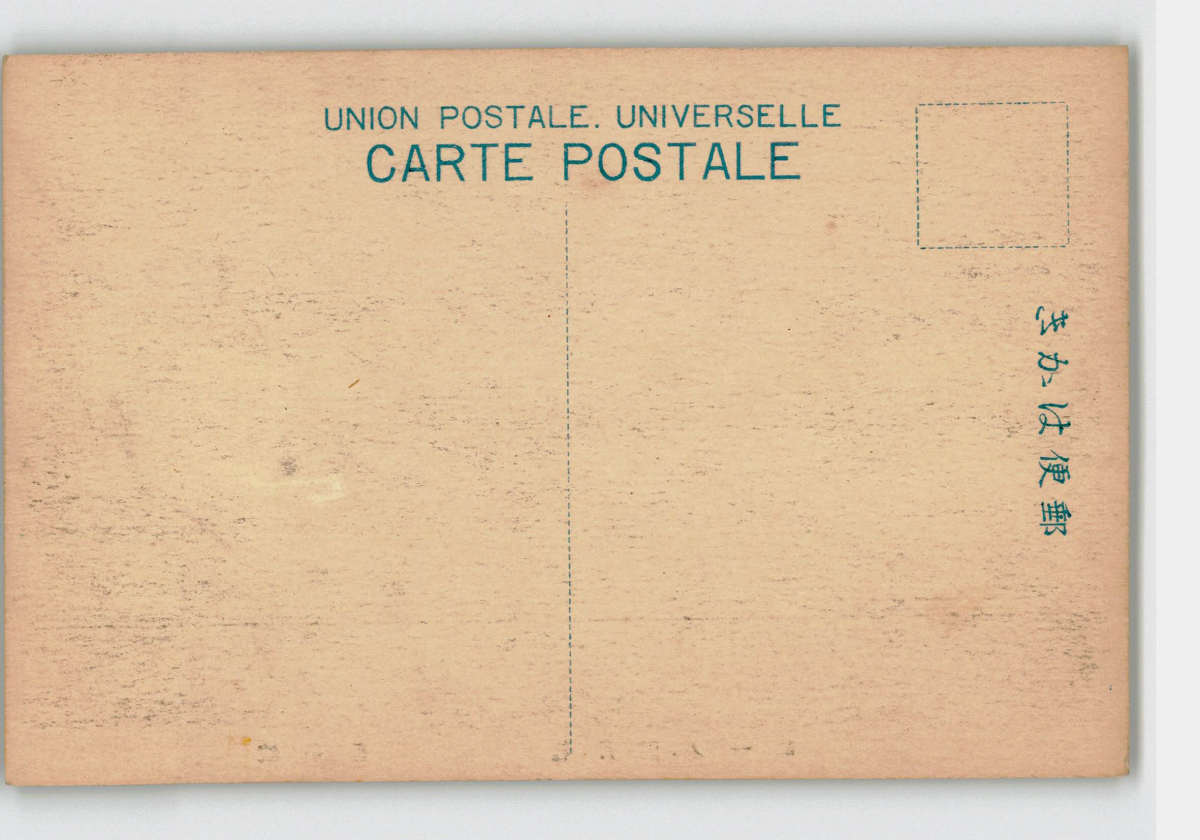 UNION POSTALE. UNIVERSELLE
CARTE POSTALE
郵便はかき